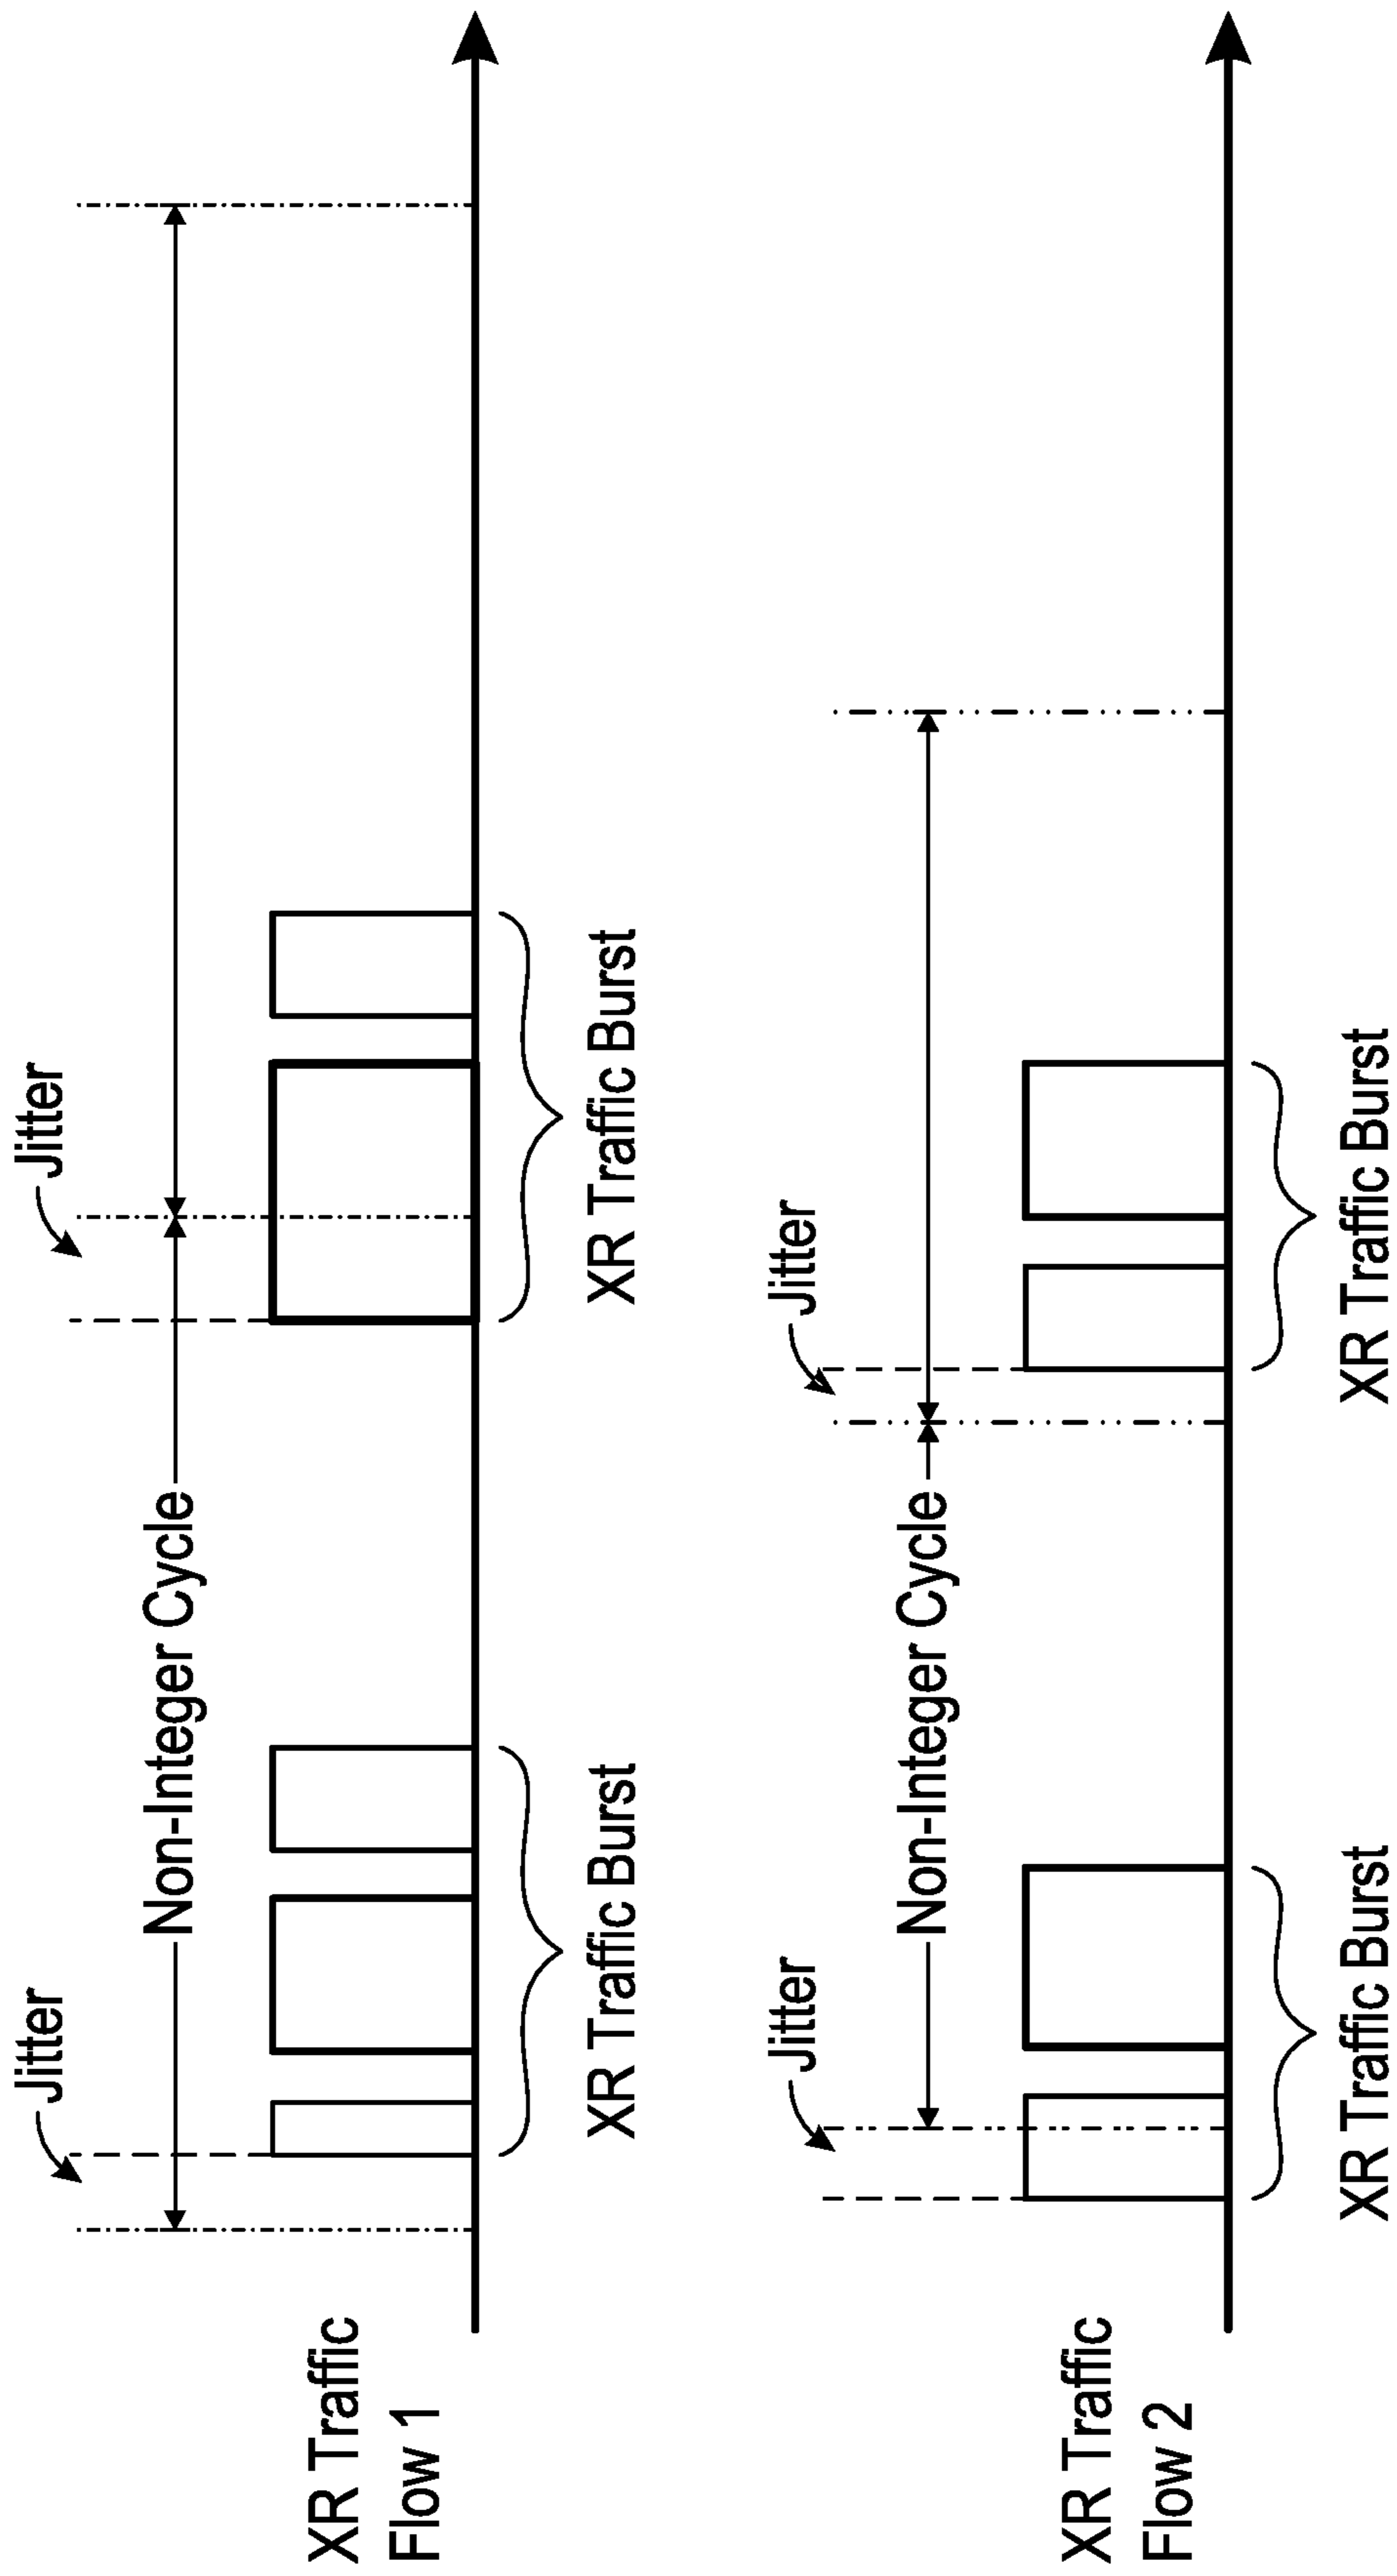 Jitter
Jitter
Non-Integer Cycle
XR Traffic
Flow 1
XR Traffic Burst
XR Traffic Burst
Jitter
Jitter
Non-Integer Cycle
XR Traffic
Flow 2
XR Traffic Burst
XR Traffic Burst